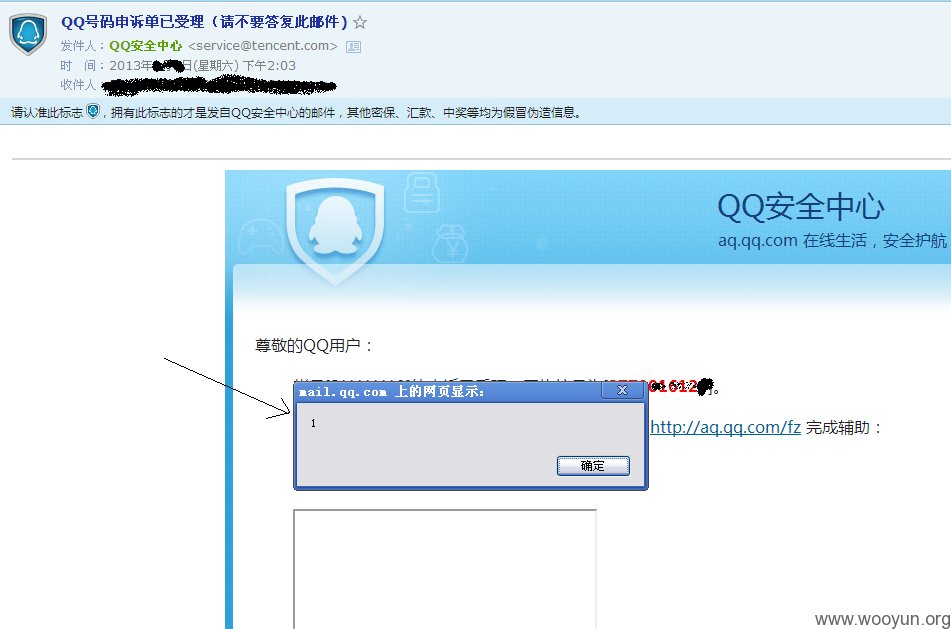 QQ号码申诉单已受理（请不要答复此邮件）
发件人：QQ安全中心 <service@tencent.com>
时 间：2013年 日(星期六) 下午2:03
收件人
请认准此标志 ，拥有此标志的才是发自QQ安全中心的邮件，其他密保、汇款、中奖等均为假冒伪造信息。
QQ安全中心
aq.qq.com 在线生活，安全护航
尊敬的QQ用户：
mail.qq.com 上的网页显示:
1
http://aq.qq.com/fz 完成辅助：
确定
www.wooyun.org